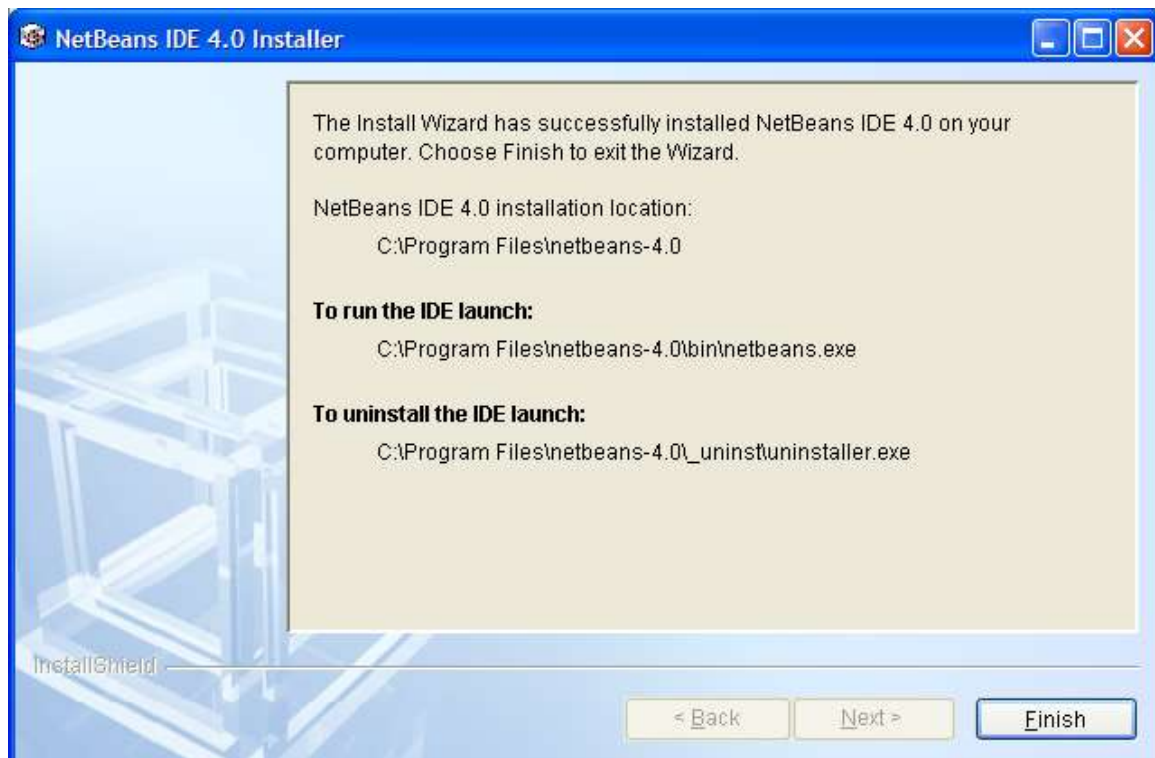 NetBeans IDE 4.0 Installer
The Install Wizard has successfully installed NetBeans IDE 4.0 on your
computer. Choose Finish to exit the Wizard.
NetBeans IDE 4.0 installation location:
C:\Program Files\netbeans-4.0
To run the IDE launch:
C:\Program Files\netbeans-4.0\bin\netbeans.exe
To uninstall the IDE launch:
C:\Program Files\netbeans-4.0\_uninst\uninstaller.exe
InstallShield
< Back Next > Finish